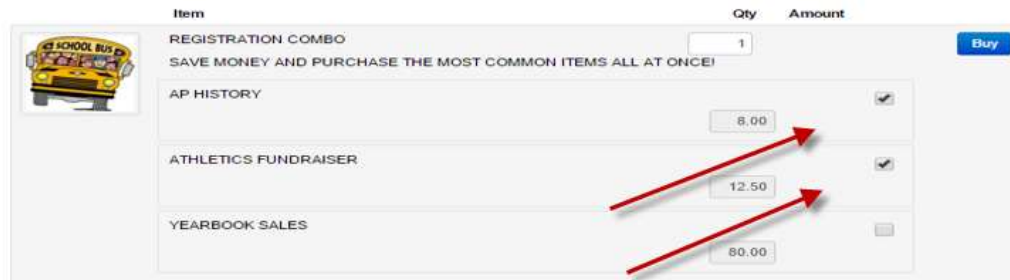 Item Qty Amount
SCHOOL BUS
REGISTRATION COMBO 1 Buy
SAVE MONEY AND PURCHASE THE MOST COMMON ITEMS ALL AT ONCE!
AP HISTORY
8.00
ATHLETICS FUNDRAISER
12.50
YEARBOOK SALES
80.00